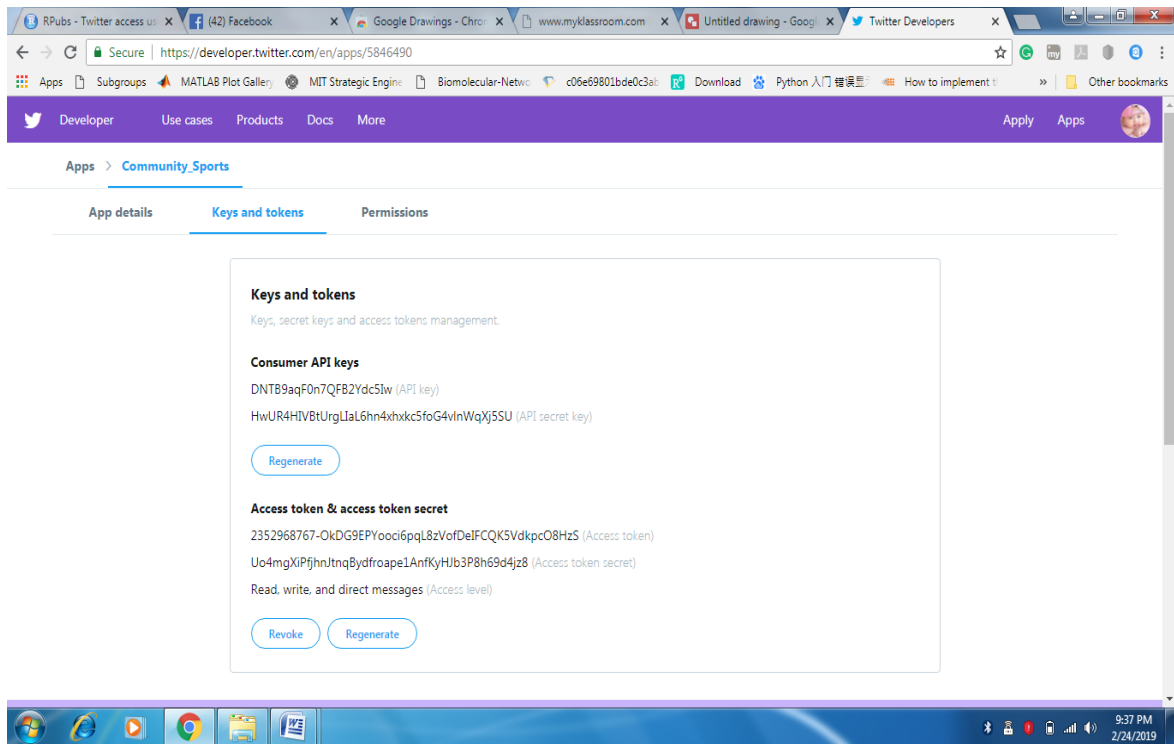 RPubs - Twitter access us
(42) Facebook
Google Drawings - Chror
www.myklassroom.com
Untitled drawing - Googl
Twitter Developers
Secure | https://developer.twitter.com/en/apps/5846490
Apps Subgroups MATLAB Plot Gallery MIT Strategic Engine Biomolecular-Netwo c06e69801bde0c3ab Download Python 入门 错误显 How to implement t » Other bookmarks
Developer Use cases Products Docs More Apply Apps
Apps > Community_Sports
App details Keys and tokens Permissions
Keys and tokens
Keys, secret keys and access tokens management.
Consumer API keys
DNTB9aqF0n7QFB2Ydc5Iw (API key)
HwUR4HIVBtUrgLIaL6hn4xhxkc5foG4vInWqXj5SU (API secret key)
Regenerate
Access token & access token secret
2352968767-OkDG9EPYooci6pqL8zVofDeIFCQK5VdkpcO8HzS (Access token)
Uo4mgXiPfjhnJtnqBydfroape1AnfKyHJb3P8h69d4jz8 (Access token secret)
Read, write, and direct messages (Access level)
Revoke Regenerate
9:37 PM
2/24/2019